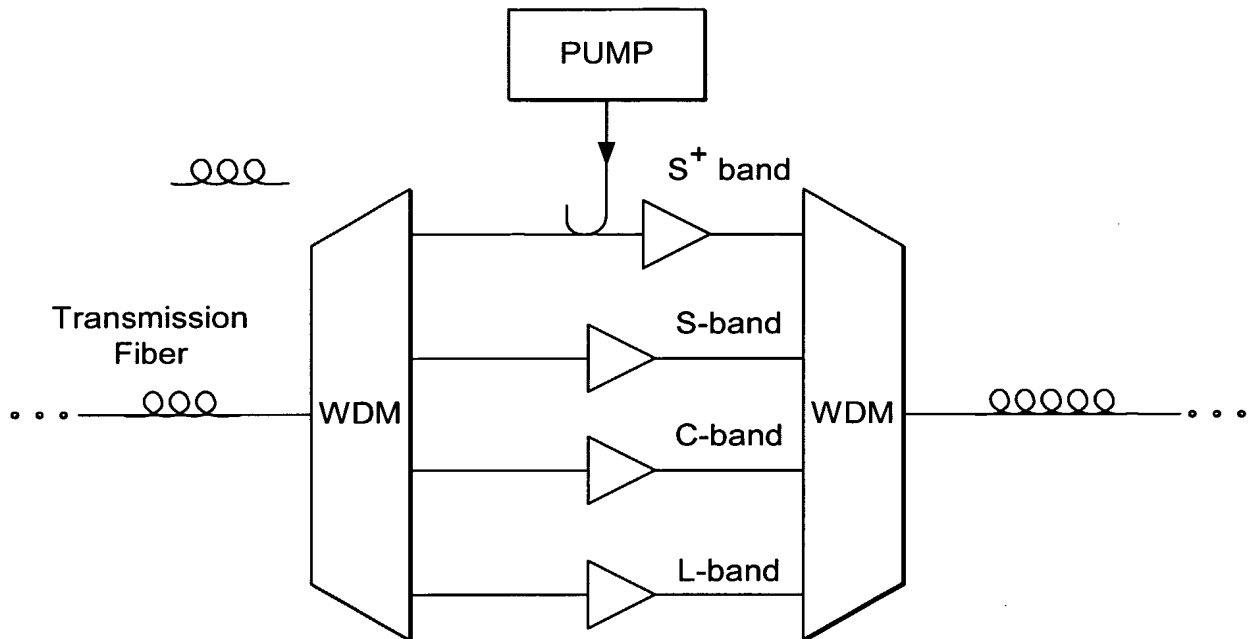 PUMP
S+ band
Transmission
Fiber
S-band
WDM
WDM
C-band
L-band